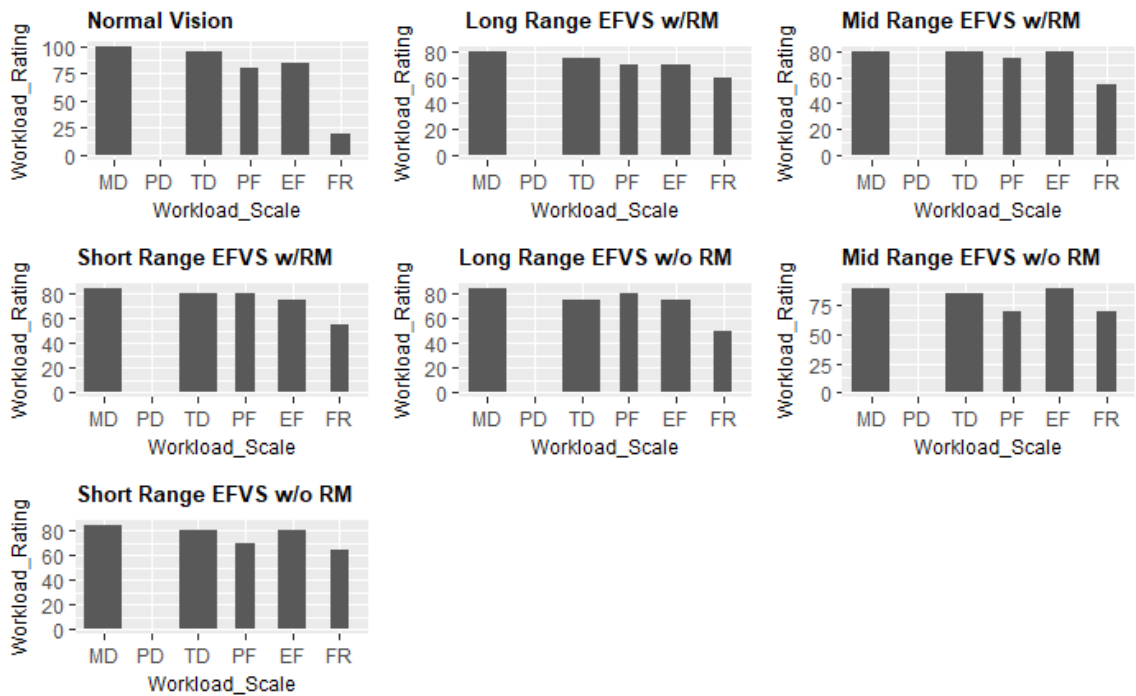 Normal Vision
Workload_Rating
100
75
50
25
0
MD PD TD PF EF FR
Workload_Scale
Long Range EFVS w/RM
Workload_Rating
80
60
40
20
0
MD PD TD PF EF FR
Workload_Scale
Mid Range EFVS w/RM
Workload_Rating
80
60
40
20
0
MD PD TD PF EF FR
Workload_Scale
Short Range EFVS w/RM
Workload_Rating
80
60
40
20
0
MD PD TD PF EF FR
Workload_Scale
Long Range EFVS w/o RM
Workload_Rating
80
60
40
20
0
MD PD TD PF EF FR
Workload_Scale
Mid Range EFVS w/o RM
Workload_Rating
75
50
25
0
MD PD TD PF EF FR
Workload_Scale
Short Range EFVS w/o RM
Workload_Rating
80
60
40
20
0
MD PD TD PF EF FR
Workload_Scale